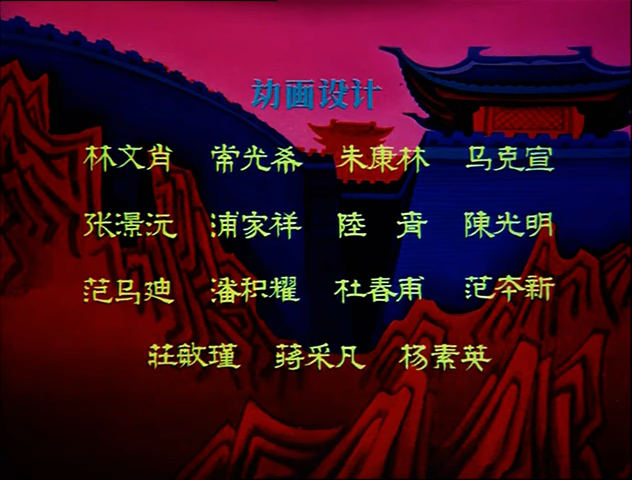 动画设计
林文肖 常光希 朱康林 马克宣
张景沅 浦家祥 陸青 陳光明
范马迪 潘积耀 杜春甫 范夲新
莊敏瑾 蒋采凡 杨素英